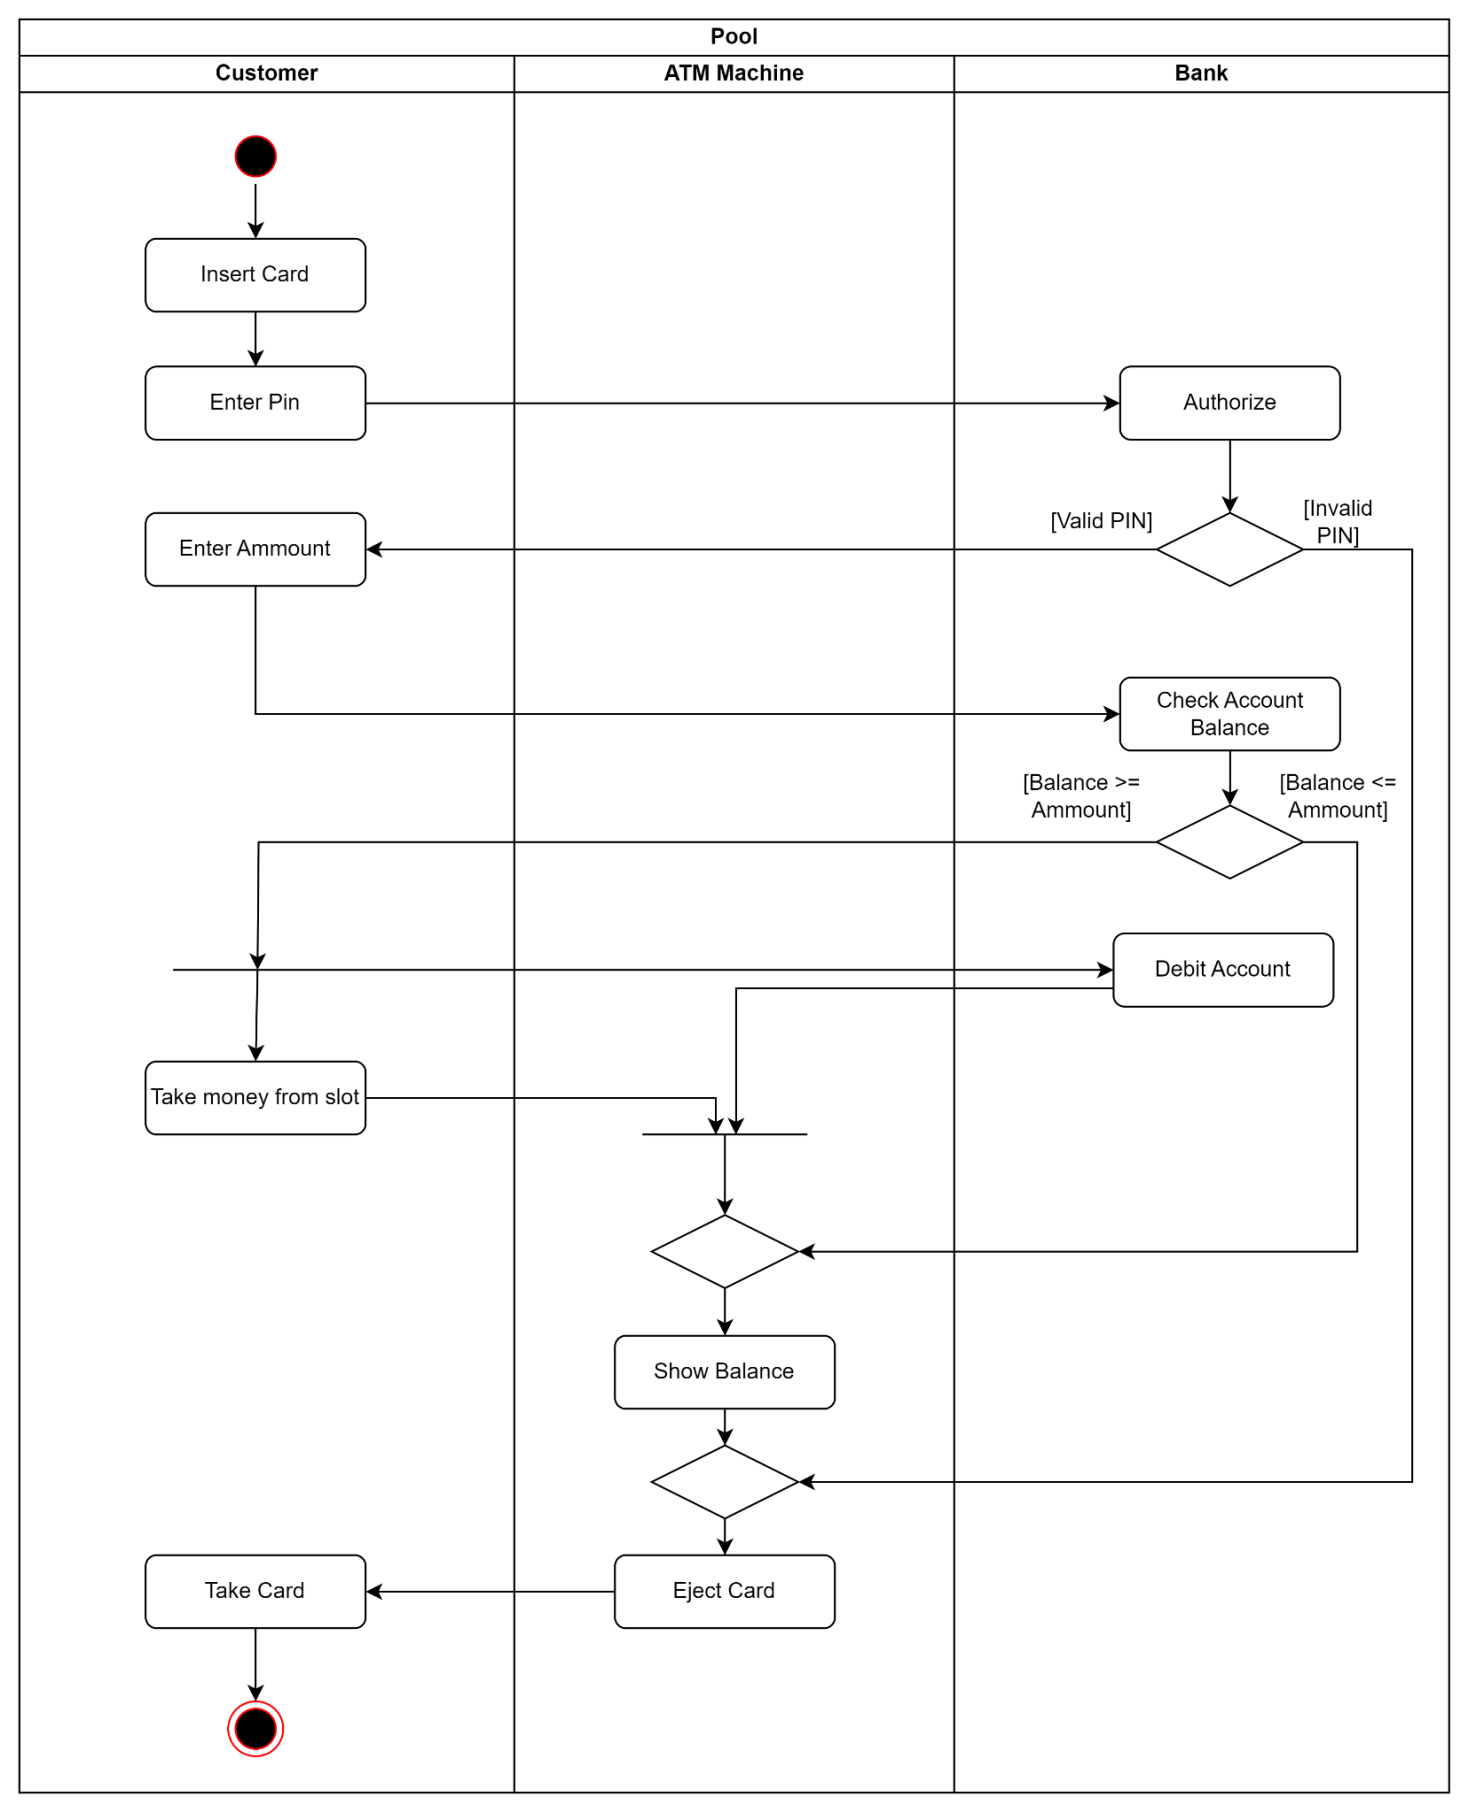 Pool
Customer
ATM Machine
Bank
Insert Card
Enter Pin
Authorize
[Valid PIN]
[Invalid
PIN]
Enter Ammount
Check Account
Balance
[Balance >=
Ammount]
[Balance <=
Ammount]
Debit Account
Take money from slot
Show Balance
Take Card
Eject Card